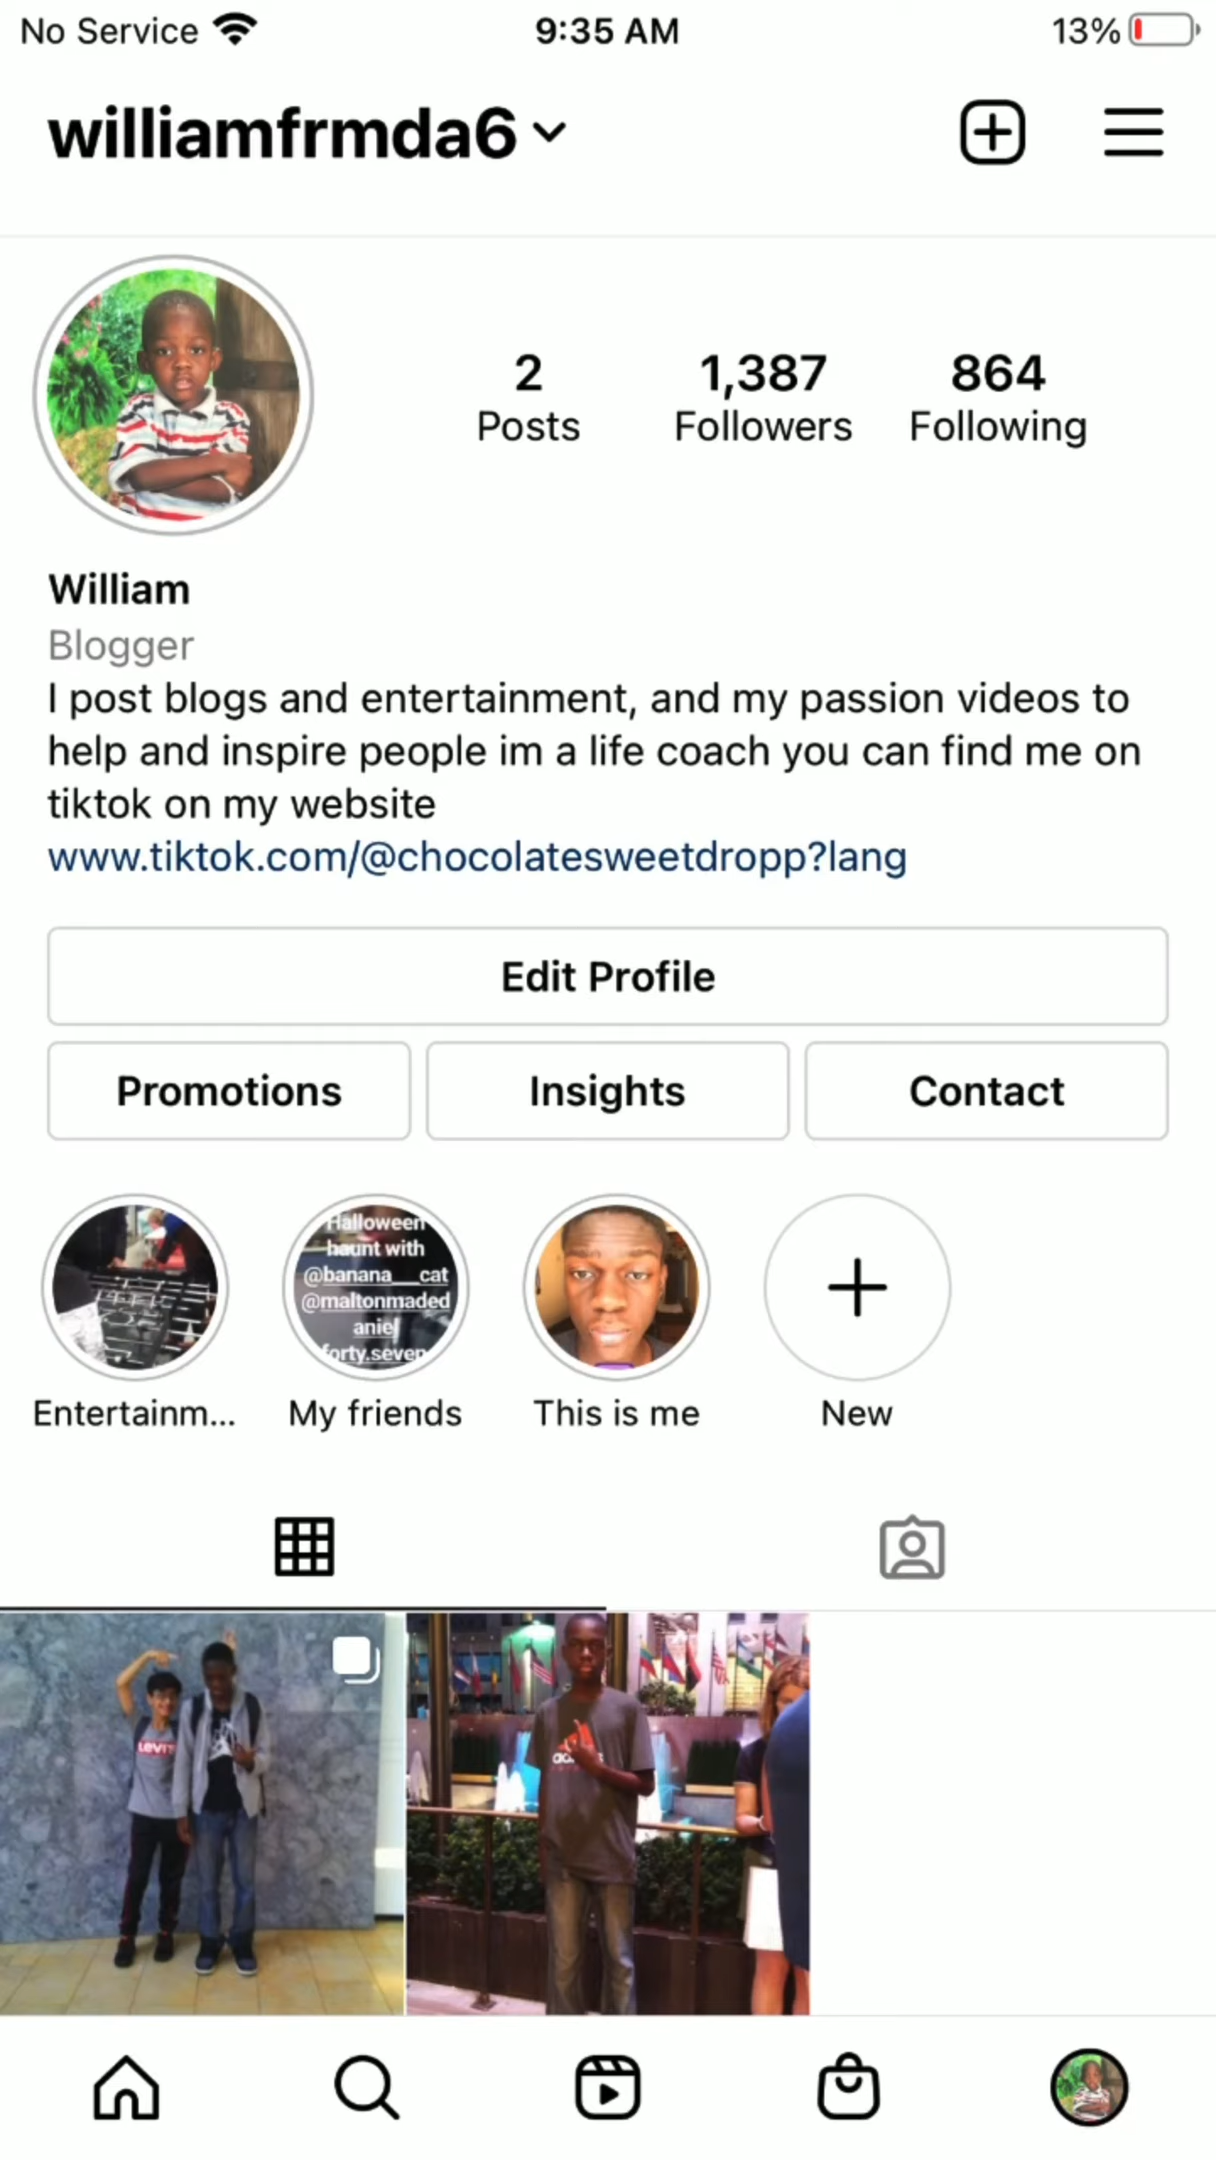 No Service 9:35 AM 13%
williamfrmda6
2 1,387 864
Posts Followers Following
William
Blogger
I post blogs and entertainment, and my passion videos to
help and inspire people im a life coach you can find me on
tiktok on my website
www.tiktok.com/@chocolatesweetdropp?lang
Edit Profile
Promotions Insights Contact
Halloween
haunt with
@banana__cat
@maltonmaded
aniel
forty.seven
Entertainm... My friends This is me New
LEVI'S